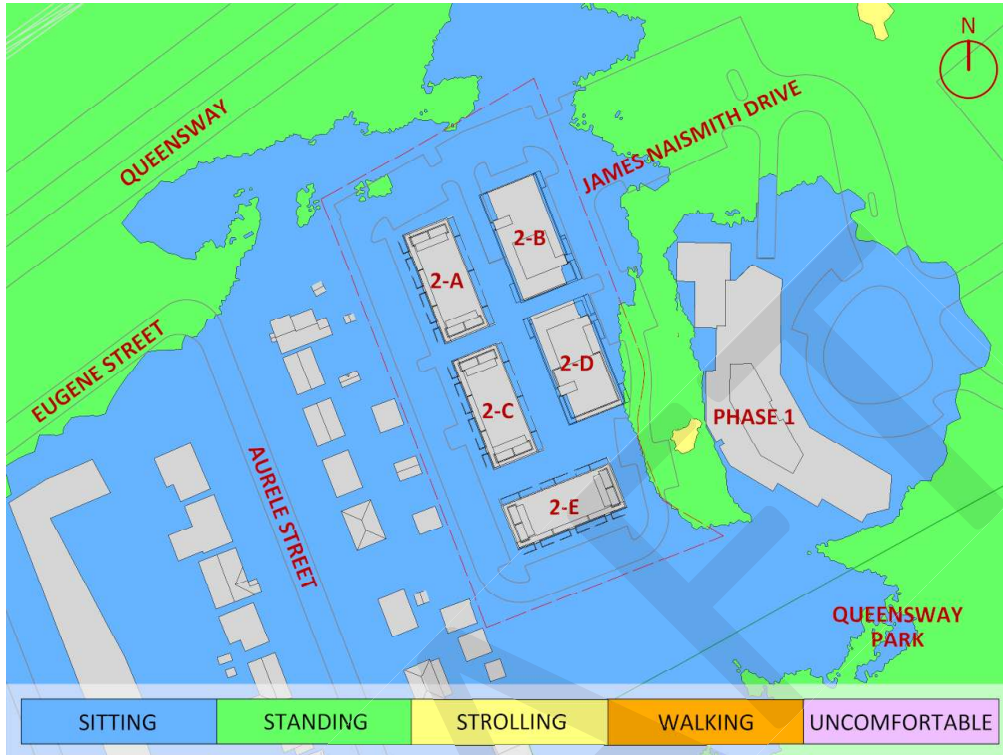 N
QUEENSWAY
JAMES NAISMITH DRIVE
2-B
2-A
2-D
EUGENE STREET
2-C
PHASE 1
AURELE STREET
2-E
QUEENSWAY
PARK
SITTING
STANDING
STROLLING
WALKING
UNCOMFORTABLE